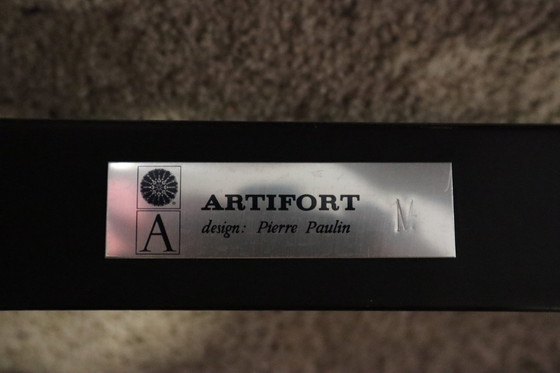 ARTIFORT
design: Pierre Paulin
A
M